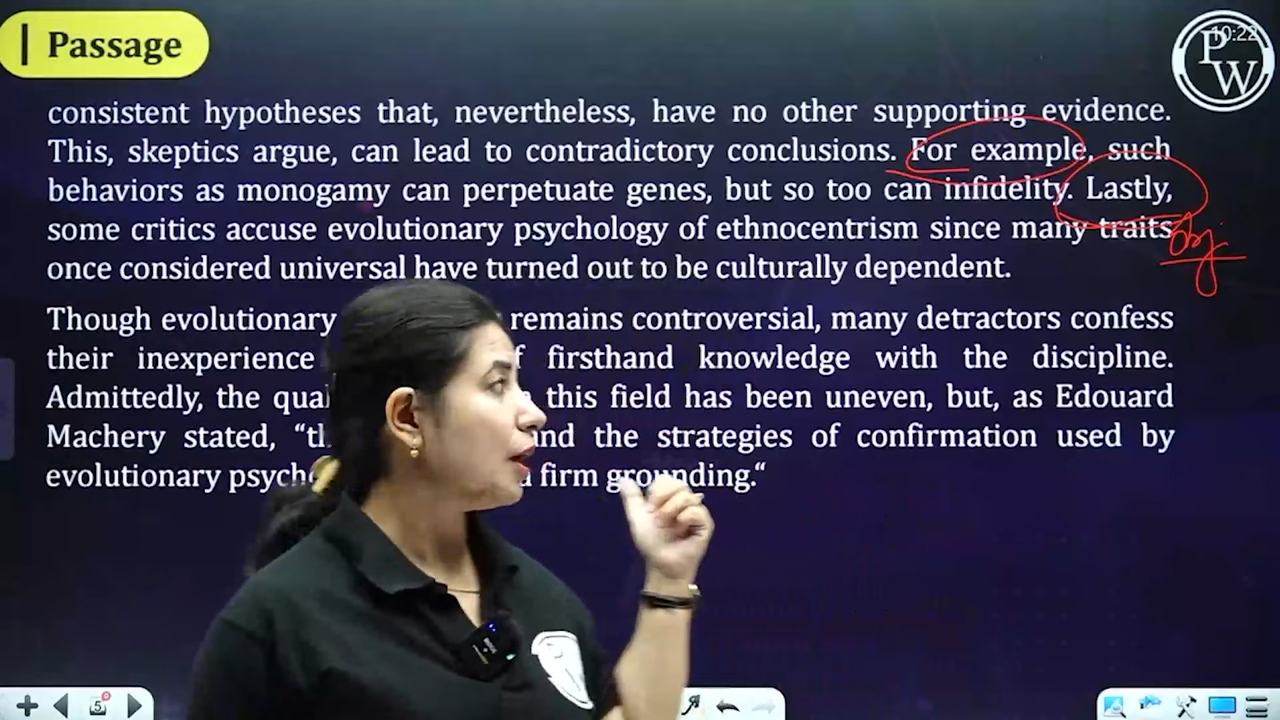 Passage
10:22
PW
consistent hypotheses that, nevertheless, have no other supporting evidence.
This, skeptics argue, can lead to contradictory conclusions. For example, such
behaviors as monogamy can perpetuate genes, but so too can infidelity. Lastly,
some critics accuse evolutionary psychology of ethnocentrism since many traits
obj
once considered universal have turned out to be culturally dependent.
Though evolutionary remains controversial, many detractors confess
their inexperience firsthand knowledge with the discipline.
Admittedly, the this field has been uneven, but, as Edouard
Machery stated, and the strategies of confirmation used by
evolutionary firm grounding.“
5